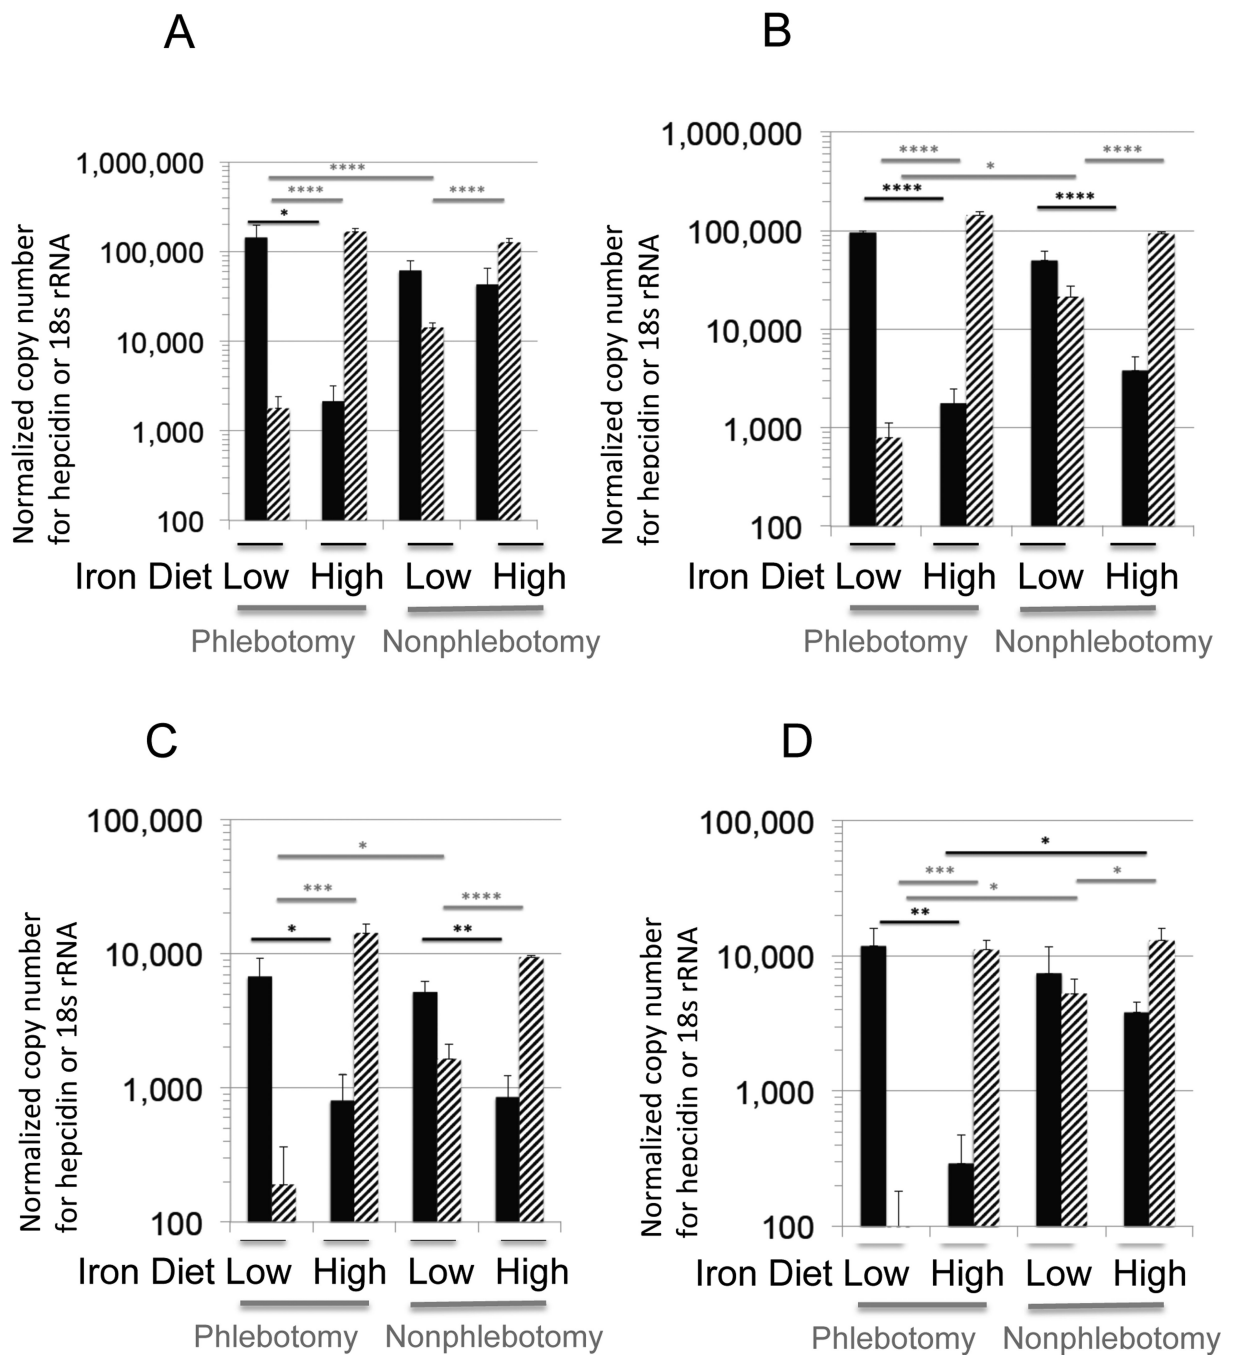 A
1,000,000
100,000
10,000
1,000
100
Normalized copy number
for hepcidin or 18s rRNA
****
****
****
*
Iron Diet Low High Low High
Phlebotomy Nonphlebotomy
B
1,000,000
100,000
10,000
1,000
100
Normalized copy number
for hepcidin or 18s rRNA
****
****
*
****
****
Iron Diet Low High Low High
Phlebotomy Nonphlebotomy
C
100,000
10,000
1,000
100
Normalized copy number
for hepcidin or 18s rRNA
*
***
****
*
**
Iron Diet Low High Low High
Phlebotomy Nonphlebotomy
D
100,000
10,000
1,000
100
Normalized copy number
for hepcidin or 18s rRNA
*
***
*
*
**
Iron Diet Low High Low High
Phlebotomy Nonphlebotomy